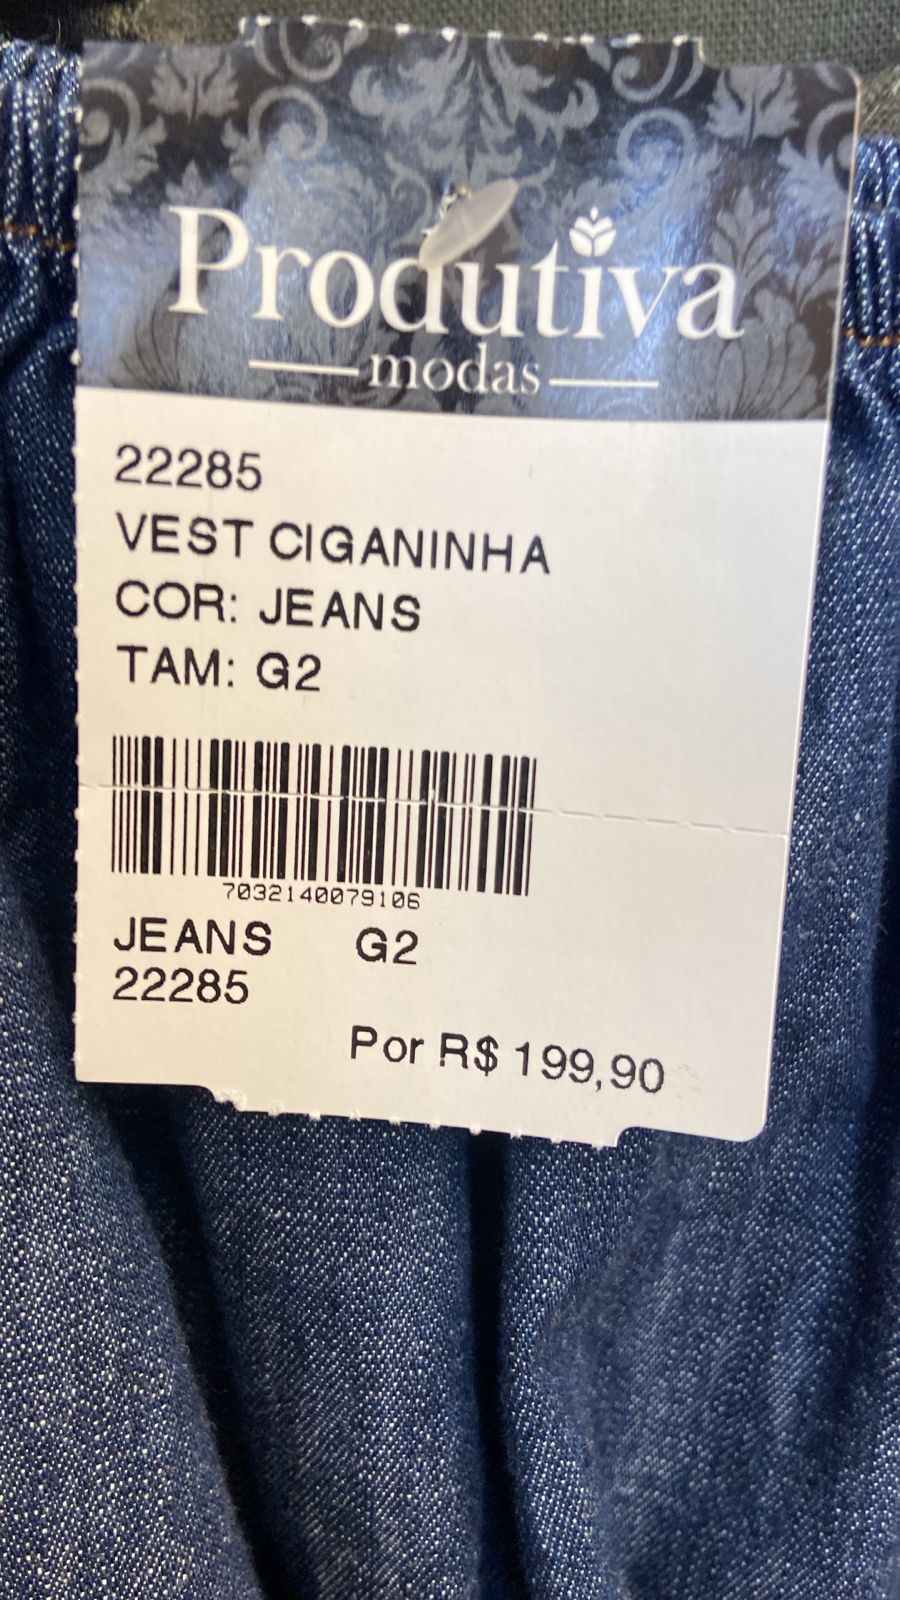 Produtiva
modas
22285
VEST CIGANINHA
COR: JEANS
TAM: G2
7032140079106
JEANS G2
22285
Por R$ 199,90